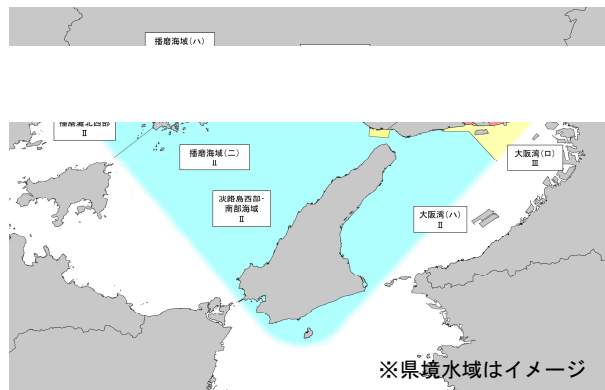 播磨海域(ハ)
播磨灘北西部
Ⅱ
播磨海域(二)
Ⅱ
淡路島西部・
南部海域
Ⅱ
大阪湾(ロ)
Ⅲ
大阪湾(ハ)
Ⅱ
※県境水域はイメージ